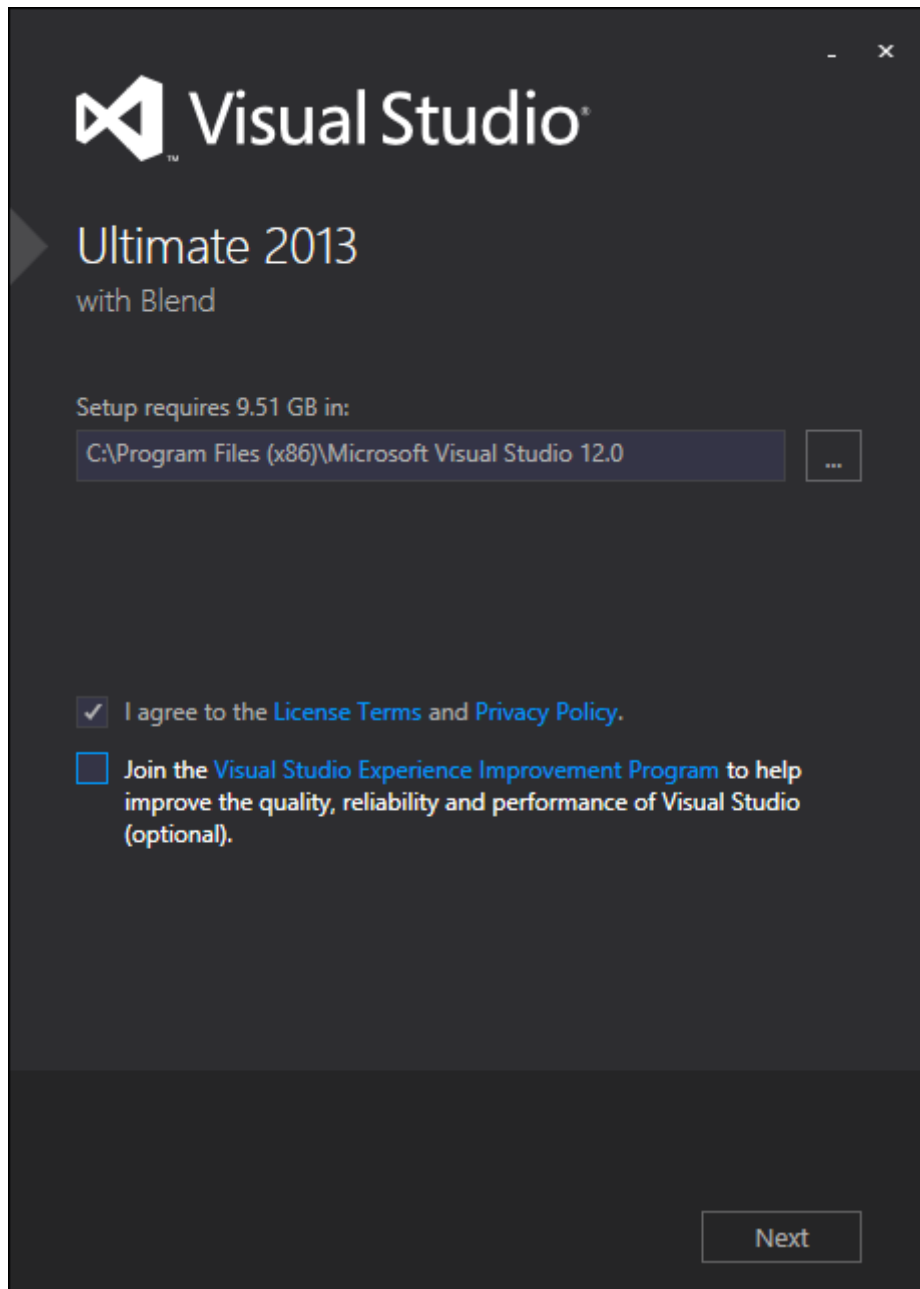 Visual Studio®
™
Ultimate 2013
with Blend
Setup requires 9.51 GB in:
C:\Program Files (x86)\Microsoft Visual Studio 12.0
...
I agree to the License Terms and Privacy Policy.
Join the Visual Studio Experience Improvement Program to help
improve the quality, reliability and performance of Visual Studio
(optional).
Next